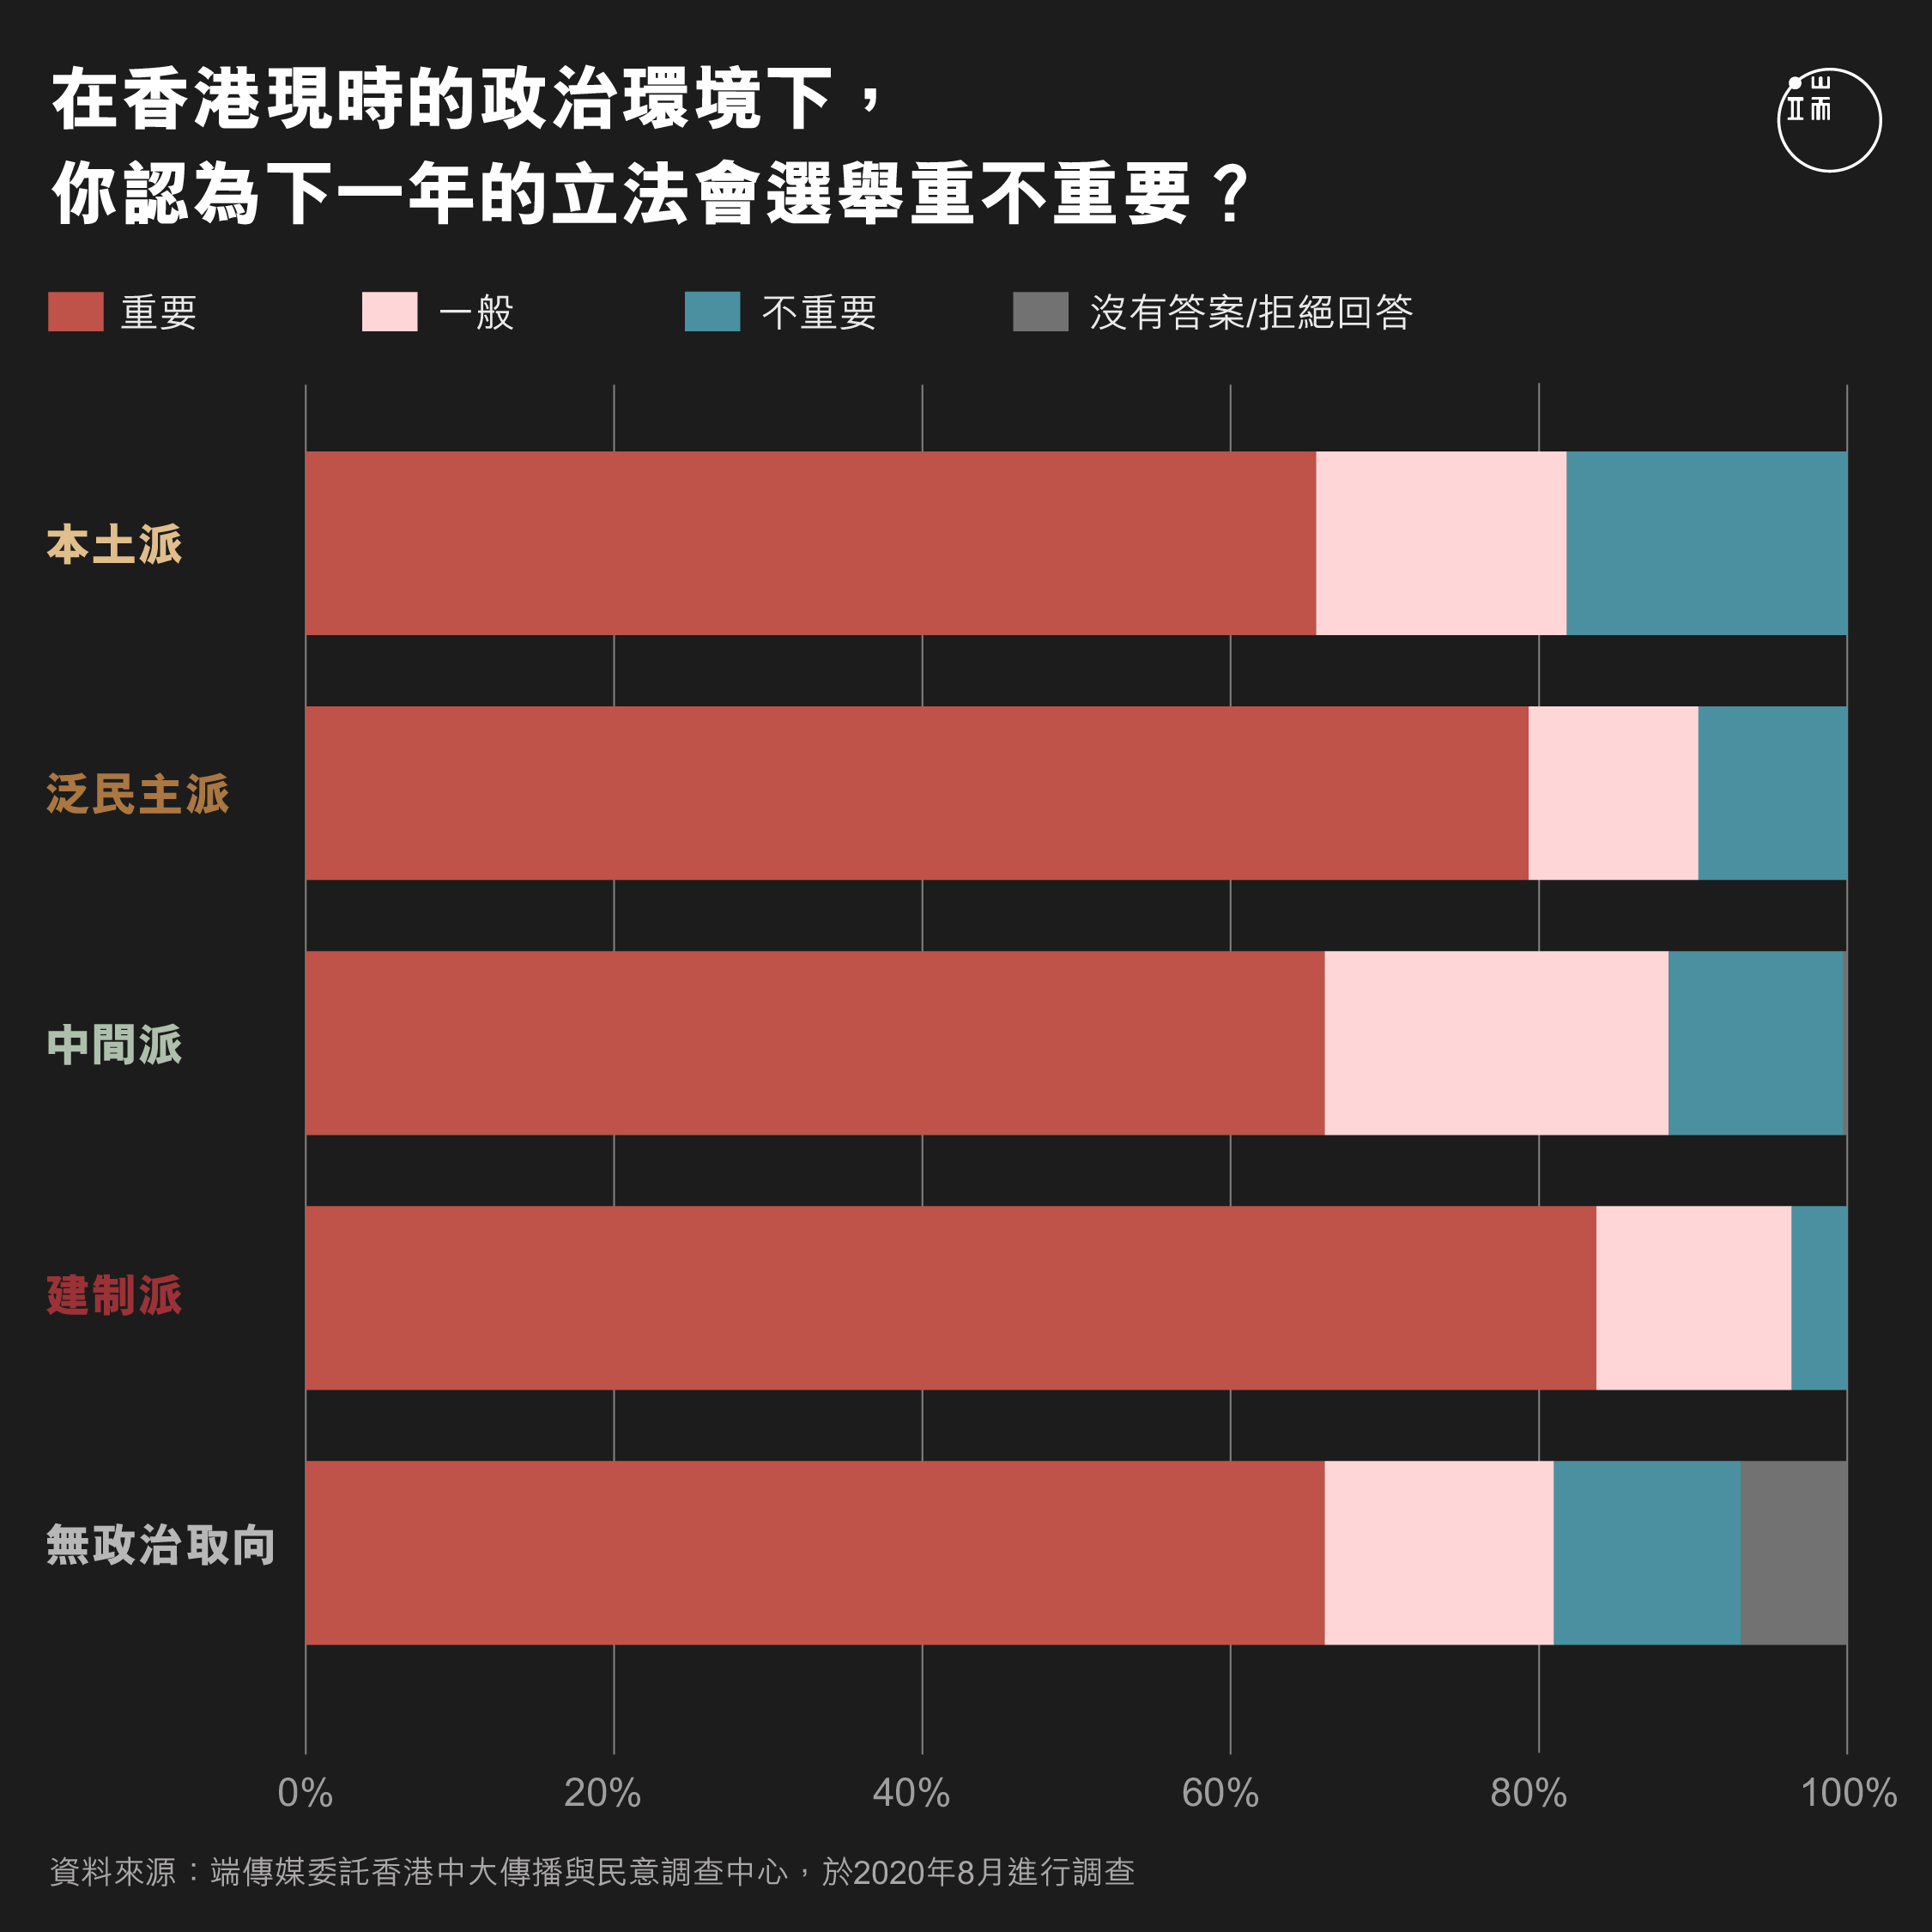 在香港現時的政治環境下，
你認為下一年的立法會選舉重不重要？
端
重要
一般
不重要
沒有答案/拒絕回答
本土派
泛民主派
中間派
建制派
無政治取向
0%
20%
40%
60%
80%
100%
資料來源：端傳媒委託香港中大傳播與民意調查中心，於2020年8月進行調查